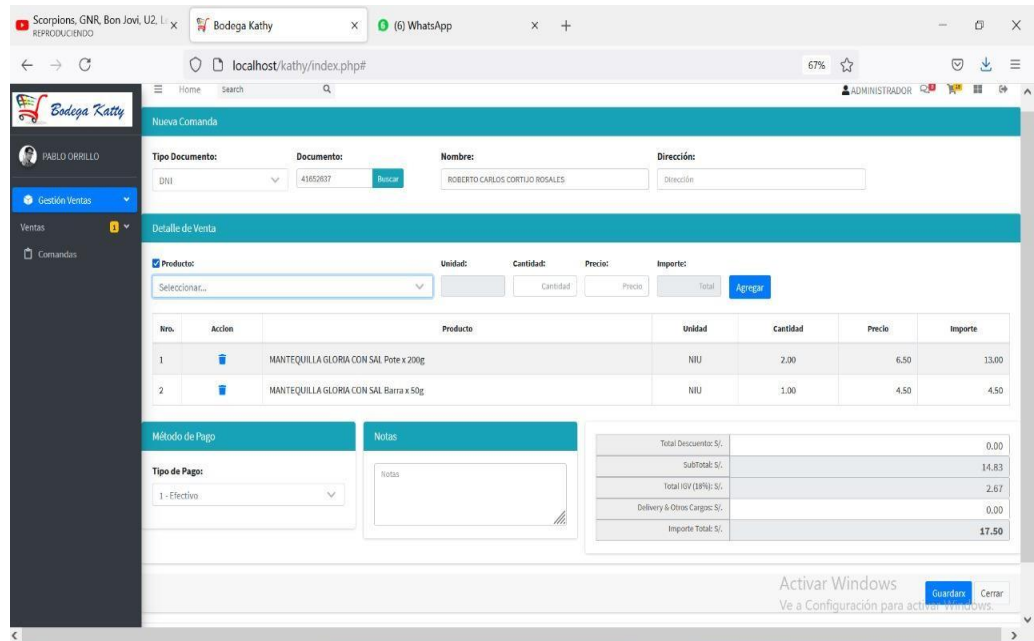 Scorpions, GNR, Bon Jovi, U2, L
REPRODUCIENDO
Bodega Kathy
(6) WhatsApp
localhost/kathy/index.php#
67%
Bodega Katty
Home Search
ADMINISTRADOR
Nueva Comanda
PABLO ORRILLO
Tipo Documento: Documento: Nombre: Dirección:
DNI 41652637 Buscar ROBERTO CARLOS CORTIJO ROSALES Dirección
Gestión Ventas
Ventas 1
Detalle de Venta
Comandas
Producto: Unidad: Cantidad: Precio: Importe:
Seleccionar... Cantidad Precio Total Agregar
Nro. Accion Producto Unidad Cantidad Precio Importe
1 MANTEQUILLA GLORIA CON SAL Pote x 200g NIU 2.00 6.50 13.00
2 MANTEQUILLA GLORIA CON SAL Barra x 50g NIU 1.00 4.50 4.50
Método de Pago Notas
Total Descuento: S/. 0.00
Tipo de Pago: Notas
SubTotal: S/. 14.83
1 - Efectivo
Total IGV (18%): S/. 2.67
Delivery & Otros Cargos: S/. 0.00
Importe Total: S/. 17.50
Activar Windows
Ve a Configuración para activar Windows.
Guardarx Cerrar